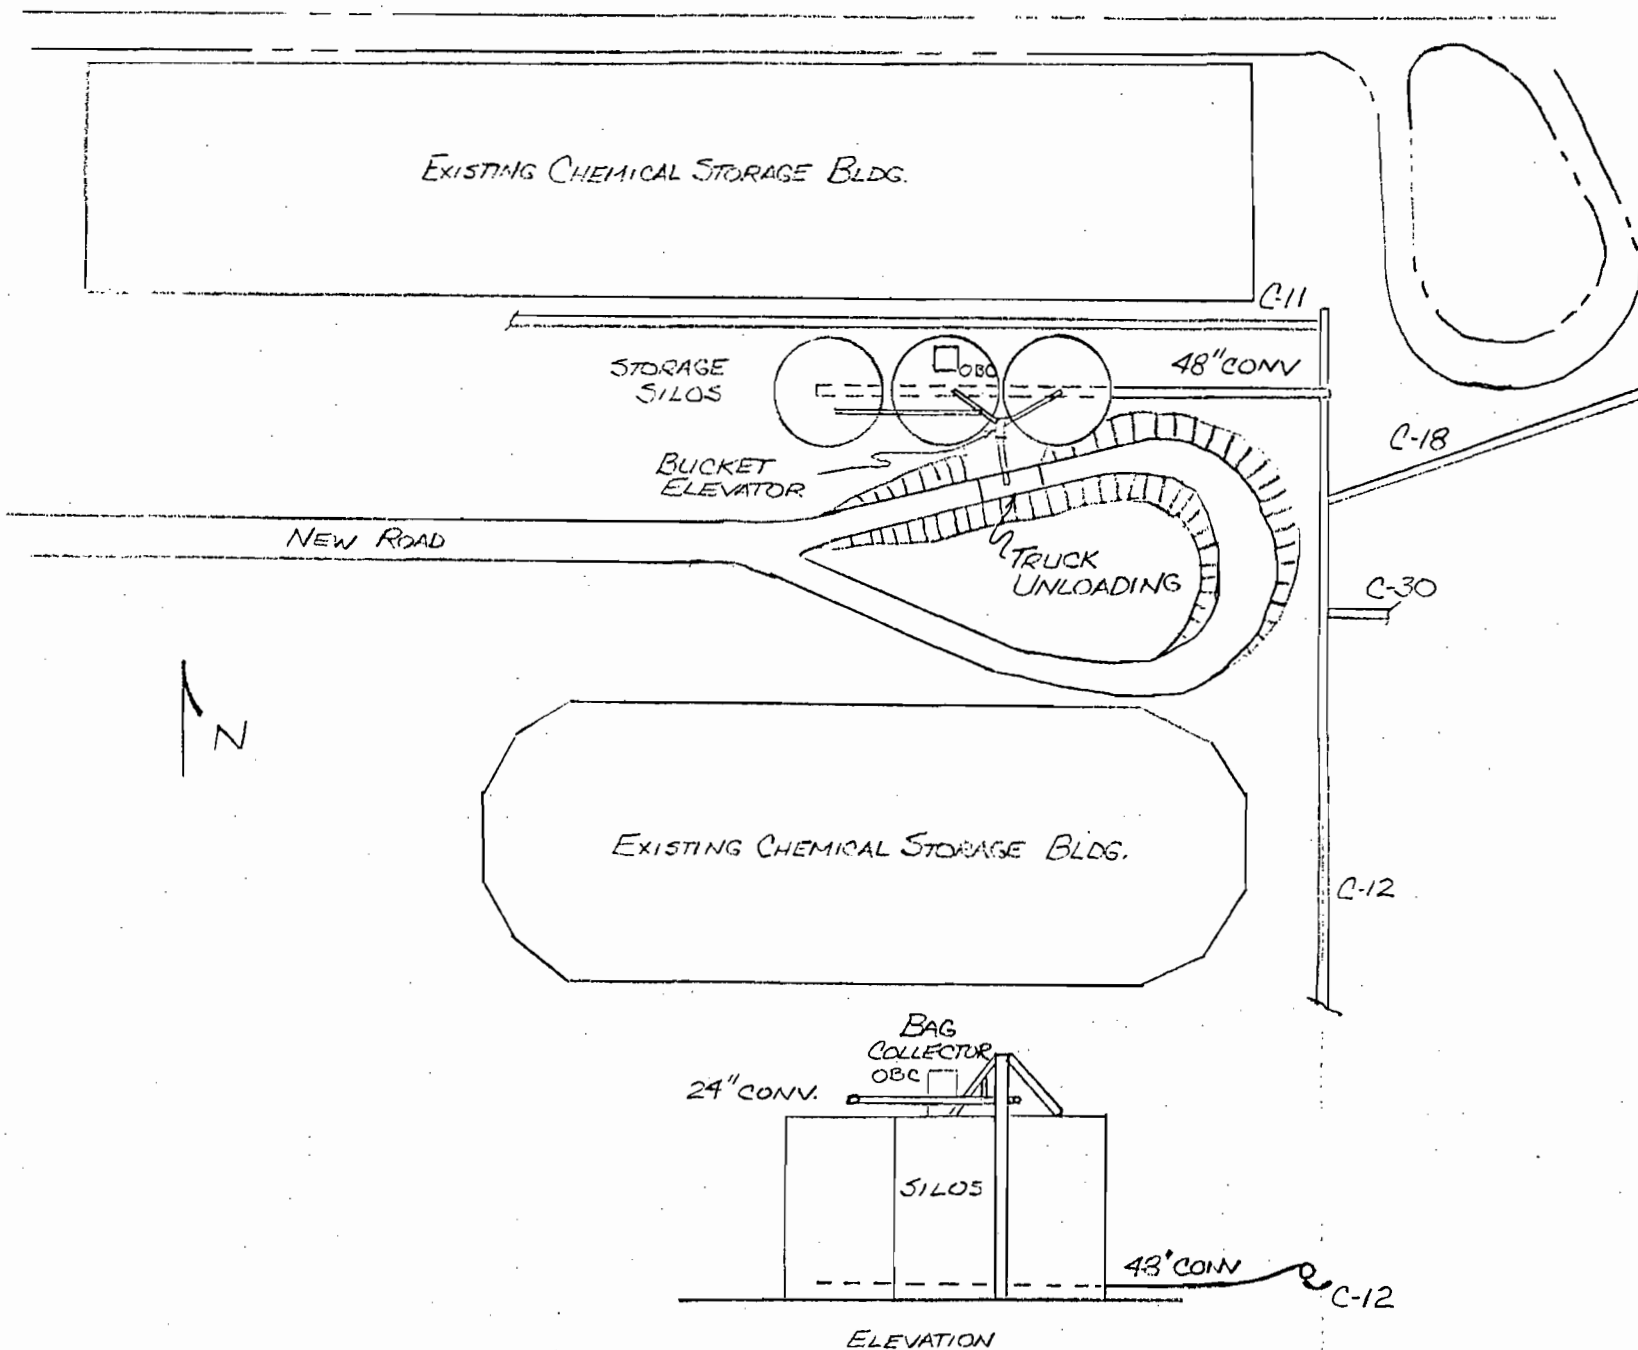 EXISTING CHEMICAL STORAGE BLDG.
C-11
STORAGE
SILOS
OBC
48" CONV
C-18
BUCKET
ELEVATOR
NEW ROAD
TRUCK
UNLOADING
C-30
N
EXISTING CHEMICAL STORAGE BLDG.
C-12
BAG
COLLECTOR
OBC
24" CONV.
SILOS
48" CONV
C-12
ELEVATION